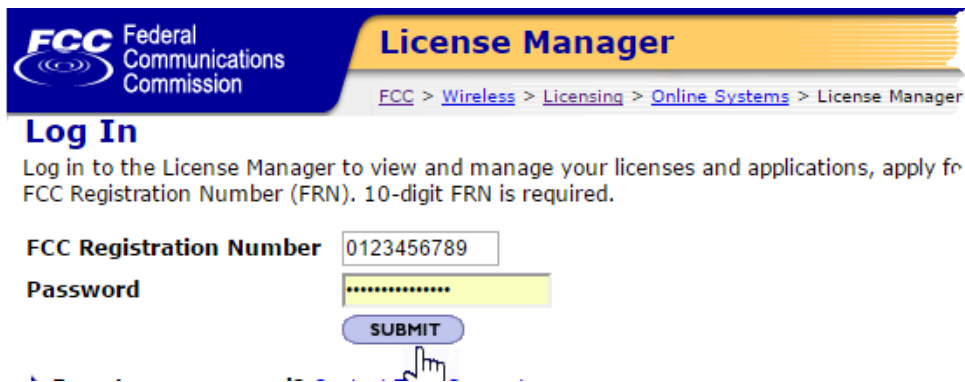 FCC Federal
Communications
Commission
License Manager
FCC > Wireless > Licensing > Online Systems > License Manager
Log In
Log in to the License Manager to view and manage your licenses and applications, apply
FCC Registration Number (FRN). 10-digit FRN is required.
FCC Registration Number 0123456789
Password •••••••••••••••
SUBMIT